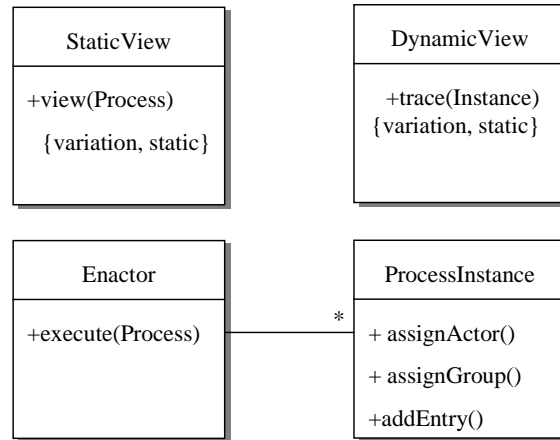 StaticView
+view(Process)
{variation, static}
DynamicView
+trace(Instance)
{variation, static}
Enactor
+execute(Process)
*
ProcessInstance
+ assignActor()
+ assignGroup()
+addEntry()